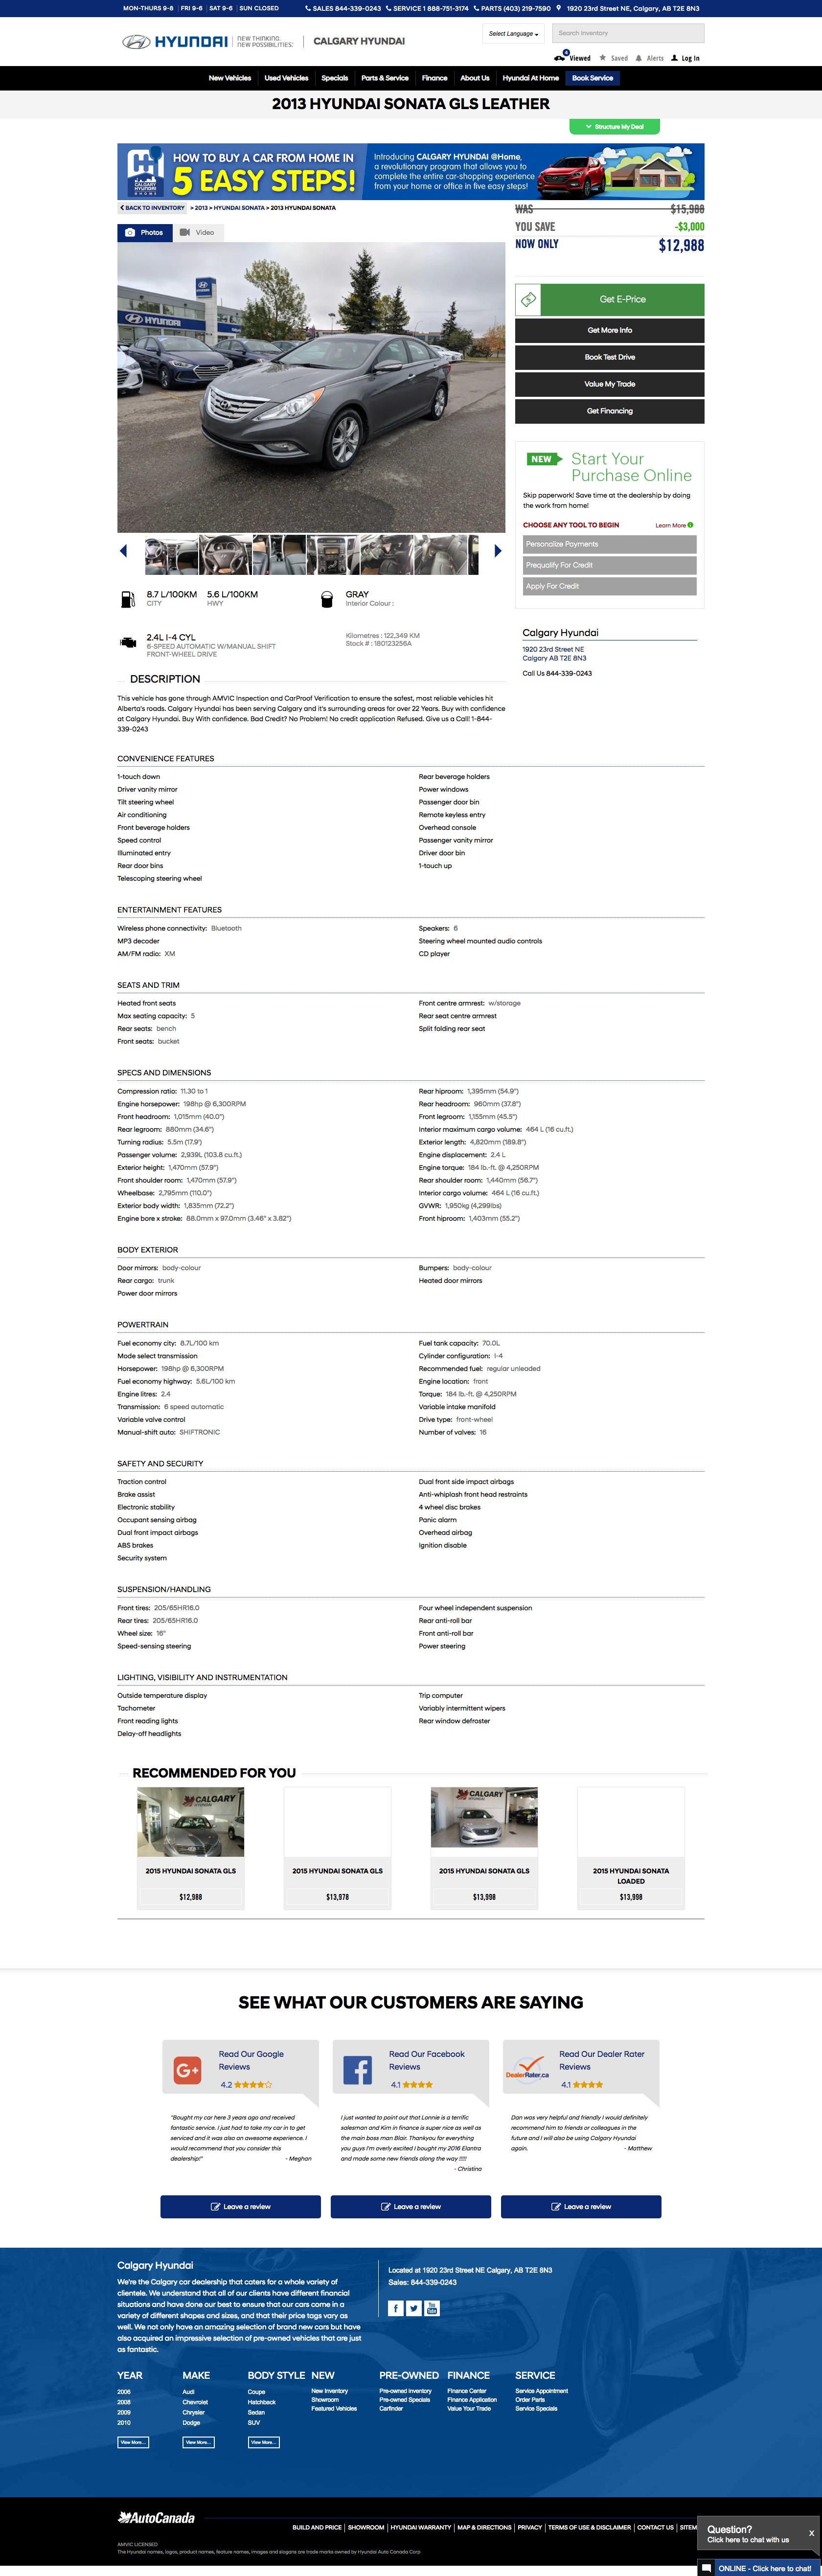 MON-THURS 9-8 FRI 9-6 SAT 9-6 SUN CLOSED SALES 844-339-0243 SERVICE 1 888-751-3174 PARTS (403) 219-7590 1920 23rd Street NE, Calgary, AB T2E 8N3
HYUNDAI NEW THINKING. NEW POSSIBILITIES. CALGARY HYUNDAI Select Language Search Inventory
4 Viewed Saved Alerts Log In
New Vehicles Used Vehicles Specials Parts & Service Finance About Us Hyundai At Home Book Service
2013 HYUNDAI SONATA GLS LEATHER
Structure My Deal
CALGARY HYUNDAI
HOW TO BUY A CAR FROM HOME IN
5 EASY STEPS!
Introducing CALGARY HYUNDAI @Home,
a revolutionary program that allows you to
complete the entire car-shopping experience
from your home or office in five easy steps!
BACK TO INVENTORY > 2013 > HYUNDAI SONATA > 2013 HYUNDAI SONATA
WAS $15,988
YOU SAVE -$3,000
NOW ONLY $12,988
Photos Video
HYUNDAI
Get E-Price
Get More Info
Book Test Drive
Value My Trade
Get Financing
NEW Start Your
Purchase Online
Skip paperwork! Save time at the dealership by doing
the work from home!
CHOOSE ANY TOOL TO BEGIN Learn More
Personalize Payments
Prequalify For Credit
Apply For Credit
8.7 L/100KM 5.6 L/100KM GRAY
CITY HWY Interior Colour :
2.4L I-4 CYL
6-SPEED AUTOMATIC W/MANUAL SHIFT
FRONT-WHEEL DRIVE
Kilometres : 122,349 KM
Stock # : 180123256A
Calgary Hyundai
1920 23rd Street NE
Calgary AB T2E 8N3
Call Us 844-339-0243
DESCRIPTION
This vehicle has gone through AMVIC Inspection and CarProof Verification to ensure the safest, most reliable vehicles hit
Alberta's roads. Calgary Hyundai has been serving Calgary and it's surrounding areas for over 22 Years. Buy with confidence
at Calgary Hyundai. Buy With confidence. Bad Credit? No Problem! No credit application Refused. Give us a Call! 1-844-
339-0243
CONVENIENCE FEATURES
1-touch down Rear beverage holders
Driver vanity mirror Power windows
Tilt steering wheel Passenger door bin
Air conditioning Remote keyless entry
Front beverage holders Overhead console
Speed control Passenger vanity mirror
Illuminated entry Driver door bin
Rear door bins 1-touch up
Telescoping steering wheel
ENTERTAINMENT FEATURES
Wireless phone connectivity: Bluetooth Speakers: 6
MP3 decoder Steering wheel mounted audio controls
AM/FM radio: XM CD player
SEATS AND TRIM
Heated front seats Front centre armrest: w/storage
Max seating capacity: 5 Rear seat centre armrest
Rear seats: bench Split folding rear seat
Front seats: bucket
SPECS AND DIMENSIONS
Compression ratio: 11.30 to 1 Rear hiproom: 1,395mm (54.9")
Engine horsepower: 198hp @ 6,300RPM Rear headroom: 960mm (37.8")
Front headroom: 1,015mm (40.0") Front legroom: 1,155mm (45.5")
Rear legroom: 880mm (34.6") Interior maximum cargo volume: 464 L (16 cu.ft.)
Turning radius: 5.5m (17.9') Exterior length: 4,820mm (189.8")
Passenger volume: 2,939L (103.8 cu.ft.) Engine displacement: 2.4 L
Exterior height: 1,470mm (57.9") Engine torque: 184 lb.-ft. @ 4,250RPM
Front shoulder room: 1,470mm (57.9") Rear shoulder room: 1,440mm (56.7")
Wheelbase: 2,795mm (110.0") Interior cargo volume: 464 L (16 cu.ft.)
Exterior body width: 1,835mm (72.2") GVWR: 1,950kg (4,299lbs)
Engine bore x stroke: 88.0mm x 97.0mm (3.46" x 3.82") Front hiproom: 1,403mm (55.2")
BODY EXTERIOR
Door mirrors: body-colour Bumpers: body-colour
Rear cargo: trunk Heated door mirrors
Power door mirrors
POWERTRAIN
Fuel economy city: 8.7L/100 km Fuel tank capacity: 70.0L
Mode select transmission Cylinder configuration: I-4
Horsepower: 198hp @ 6,300RPM Recommended fuel: regular unleaded
Fuel economy highway: 5.6L/100 km Engine location: front
Engine litres: 2.4 Torque: 184 lb.-ft. @ 4,250RPM
Transmission: 6 speed automatic Variable intake manifold
Variable valve control Drive type: front-wheel
Manual-shift auto: SHIFTRONIC Number of valves: 16
SAFETY AND SECURITY
Traction control Dual front side impact airbags
Brake assist Anti-whiplash front head restraints
Electronic stability 4 wheel disc brakes
Occupant sensing airbag Panic alarm
Dual front impact airbags Overhead airbag
ABS brakes Ignition disable
Security system
SUSPENSION/HANDLING
Front tires: 205/65HR16.0 Four wheel independent suspension
Rear tires: 205/65HR16.0 Rear anti-roll bar
Wheel size: 16" Front anti-roll bar
Speed-sensing steering Power steering
LIGHTING, VISIBILITY AND INSTRUMENTATION
Outside temperature display Trip computer
Tachometer Variably intermittent wipers
Front reading lights Rear window defroster
Delay-off headlights
RECOMMENDED FOR YOU
CALGARY HYUNDAI CALGARY HYUNDAI
2015 HYUNDAI SONATA GLS 2015 HYUNDAI SONATA GLS 2015 HYUNDAI SONATA GLS 2015 HYUNDAI SONATA LOADED
$12,988 $13,978 $13,998 $13,998
SEE WHAT OUR CUSTOMERS ARE SAYING
G+ Read Our Google Reviews
4.2
"Bought my car here 3 years ago and received
fantastic service. I just had to take my car in to get
serviced and it was also an awesome experience. I
would recommend that you consider this
dealership!" - Meghan
Leave a review
f Read Our Facebook Reviews
4.1
I just wanted to point out that Lonnie is a terrific
salesman and Kim in finance is super nice as well as
the main boss man Blair. Thankyou for everything
you guys I'm overly excited I bought my 2016 Elantra
and made some new friends along the way !!!!!
- Christina
Leave a review
DealerRater.ca Read Our Dealer Rater Reviews
4.1
Dan was very helpful and friendly I would definitely
recommend him to friends or colleagues in the
future and I will also be using Calgary Hyundai
again. - Matthew
Leave a review
Calgary Hyundai
We're the Calgary car dealership that caters for a whole variety of
clientele. We understand that all of our clients have different financial
situations and have done our best to ensure that our cars come in a
variety of different shapes and sizes, and that their price tags vary as
well. We not only have an amazing selection of brand new cars but have
also acquired an impressive selection of pre-owned vehicles that are just
as fantastic.
Located at 1920 23rd Street NE Calgary, AB T2E 8N3
Sales: 844-339-0243
f You Tube
YEAR MAKE BODY STYLE NEW PRE-OWNED FINANCE SERVICE
2006 Audi Coupe New Inventory Pre-owned inventory Finance Center Service Appointment
2008 Chevrolet Hatchback Showroom Pre-owned Specials Finance Application Order Parts
2009 Chrysler Sedan Featured Vehicles Carfinder Value Your Trade Service Specials
2010 Dodge SUV
View More... View More... View More...
AutoCanada
BUILD AND PRICE SHOWROOM HYUNDAI WARRANTY MAP & DIRECTIONS PRIVACY TERMS OF USE & DISCLAIMER CONTACT US SITEM
AMVIC LICENSED
The Hyundai names, logos, product names, feature names, images and slogans are trade marks owned by Hyundai Auto Canada Corp
Question? X
Click here to chat with us
ONLINE - Click here to chat!